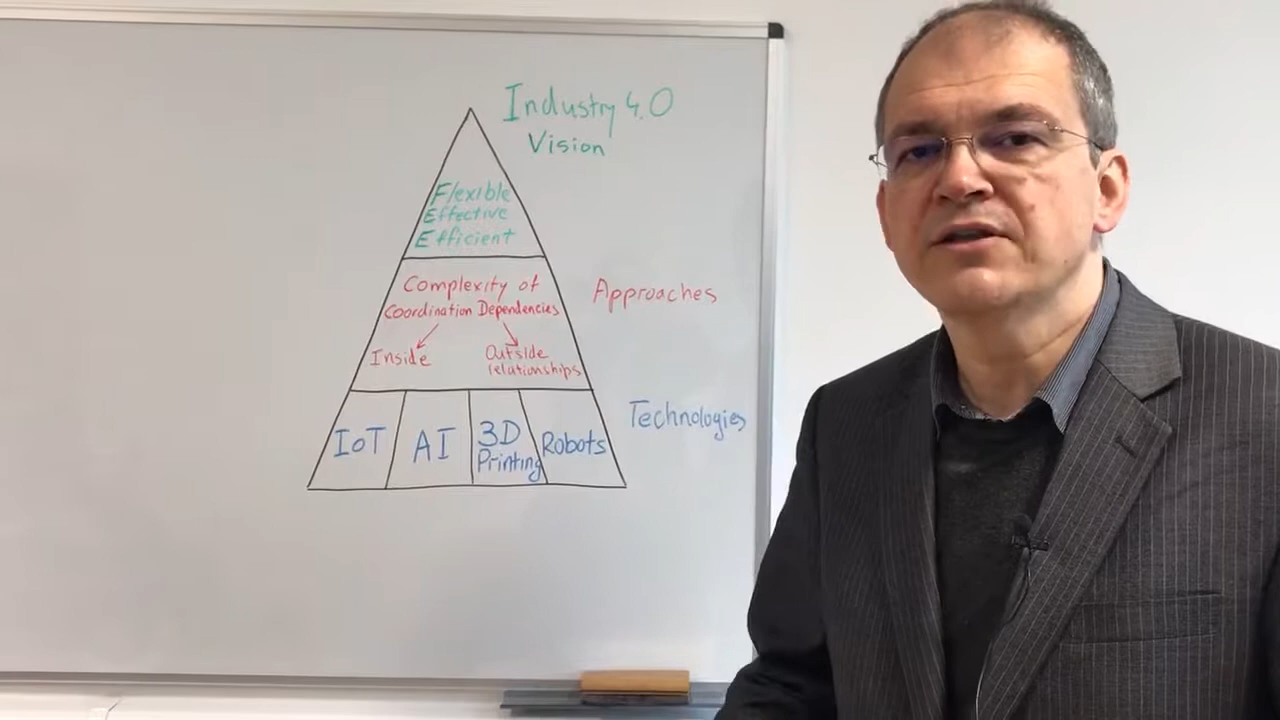 Industry 4.0
Vision
Flexible
Effective
Efficient
Complexity of
Coordination Dependencies
Inside
Outside
relationships
Approaches
IoT
AI
3D
Printing
Robots
Technologies